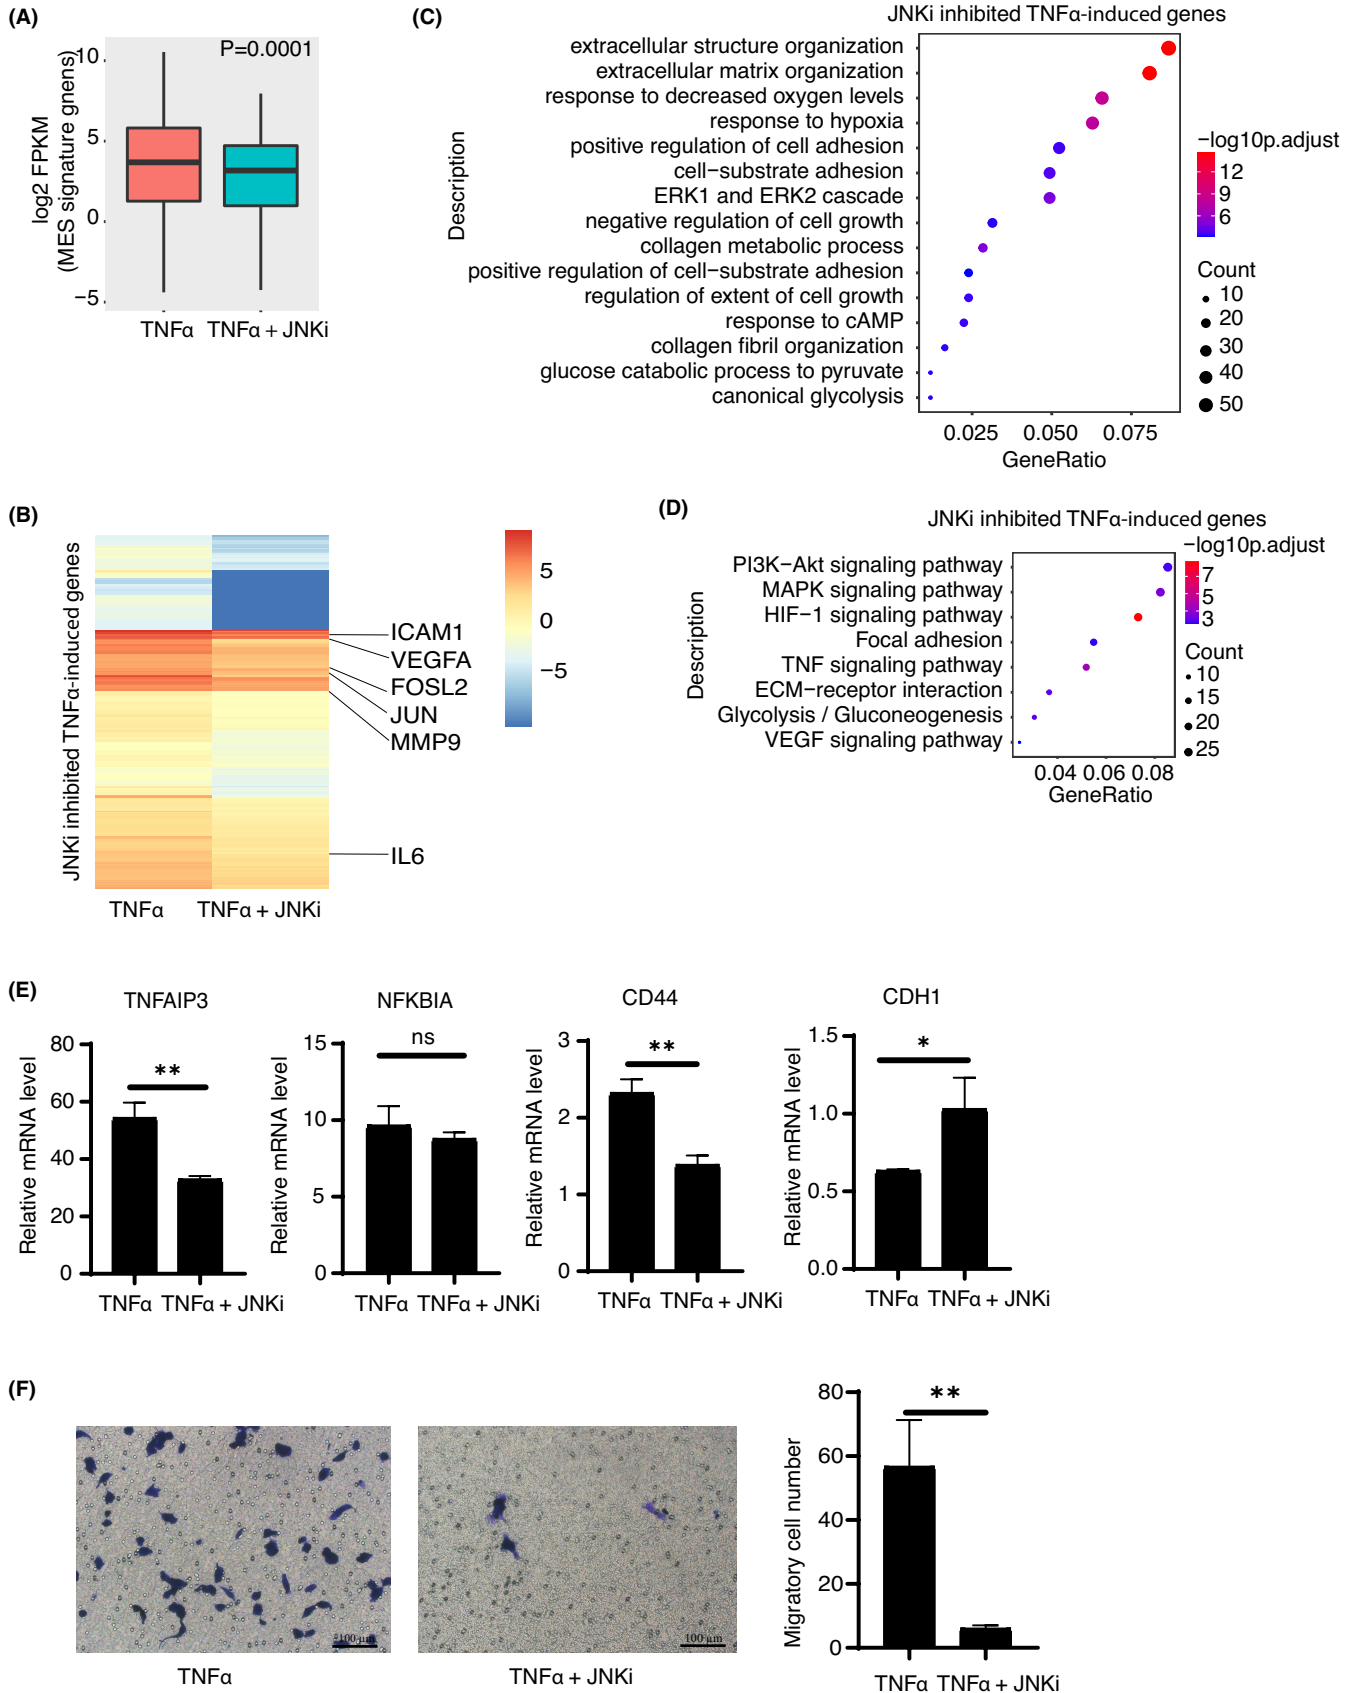 (A)
P=0.0001
log2 FPKM
(MES signature gnens)
10
5
0
−5
TNFα
TNFα + JNKi
(C)
JNKi inhibited TNFα-induced genes
Description
extracellular structure organization
extracellular matrix organization
response to decreased oxygen levels
response to hypoxia
positive regulation of cell adhesion
cell−substrate adhesion
ERK1 and ERK2 cascade
negative regulation of cell growth
collagen metabolic process
positive regulation of cell−substrate adhesion
regulation of extent of cell growth
response to cAMP
collagen fibril organization
glucose catabolic process to pyruvate
canonical glycolysis
0.025 0.050 0.075
GeneRatio
−log10p.adjust
12
9
6
Count
10
20
30
40
50
(B)
JNKi inhibited TNFα-induced genes
ICAM1
VEGFA
FOSL2
JUN
MMP9
IL6
TNFα
TNFα + JNKi
5
0
−5
(D)
JNKi inhibited TNFα-induced genes
Description
PI3K−Akt signaling pathway
MAPK signaling pathway
HIF−1 signaling pathway
Focal adhesion
TNF signaling pathway
ECM−receptor interaction
Glycolysis / Gluconeogenesis
VEGF signaling pathway
0.04 0.06 0.08
GeneRatio
−log10p.adjust
7
5
3
Count
10
15
20
25
(E)
TNFAIP3
Relative mRNA level
80
60
40
20
0
**
TNFα TNFα + JNKi
NFKBIA
Relative mRNA level
15
10
5
0
ns
TNFα TNFα + JNKi
CD44
Relative mRNA level
3
2
1
0
**
TNFα TNFα + JNKi
CDH1
Relative mRNA level
1.5
1.0
0.5
0.0
*
TNFα TNFα + JNKi
(F)
100 μm
TNFα
100 μm
TNFα + JNKi
Migratory cell number
80
60
40
20
0
**
TNFα TNFα + JNKi